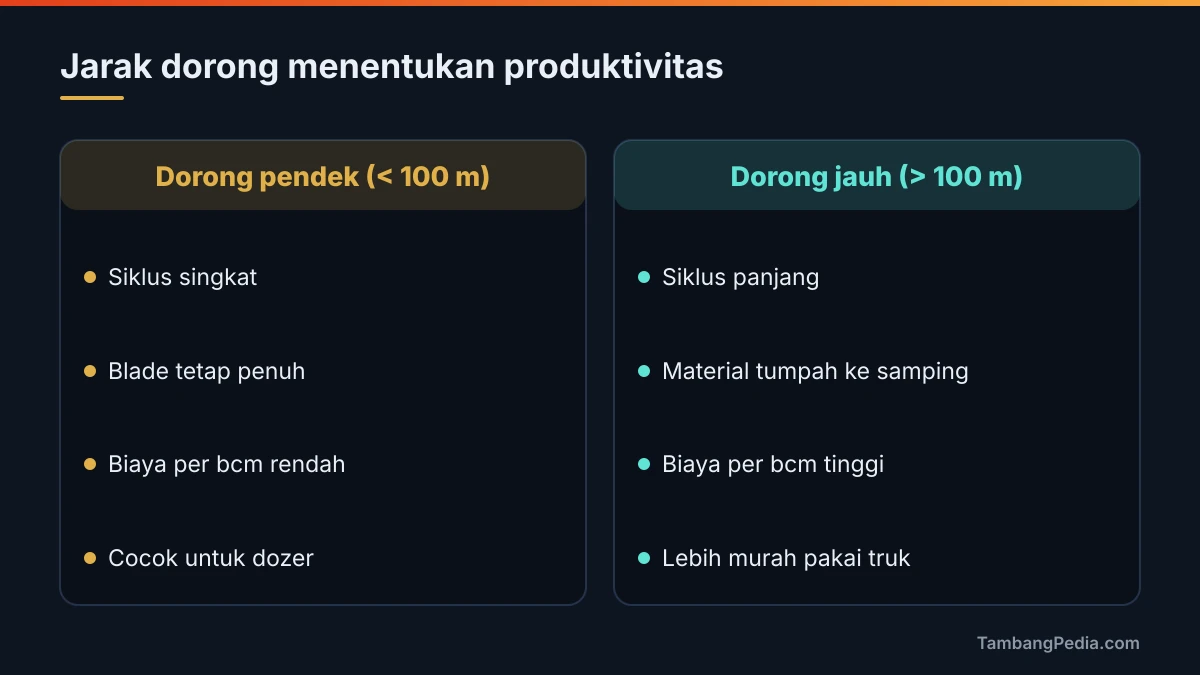 Jarak dorong menentukan produktivitas
Dorong pendek (< 100 m)
Siklus singkat
Blade tetap penuh
Biaya per bcm rendah
Cocok untuk dozer
Dorong jauh (> 100 m)
Siklus panjang
Material tumpah ke samping
Biaya per bcm tinggi
Lebih murah pakai truk
TambangPedia.com